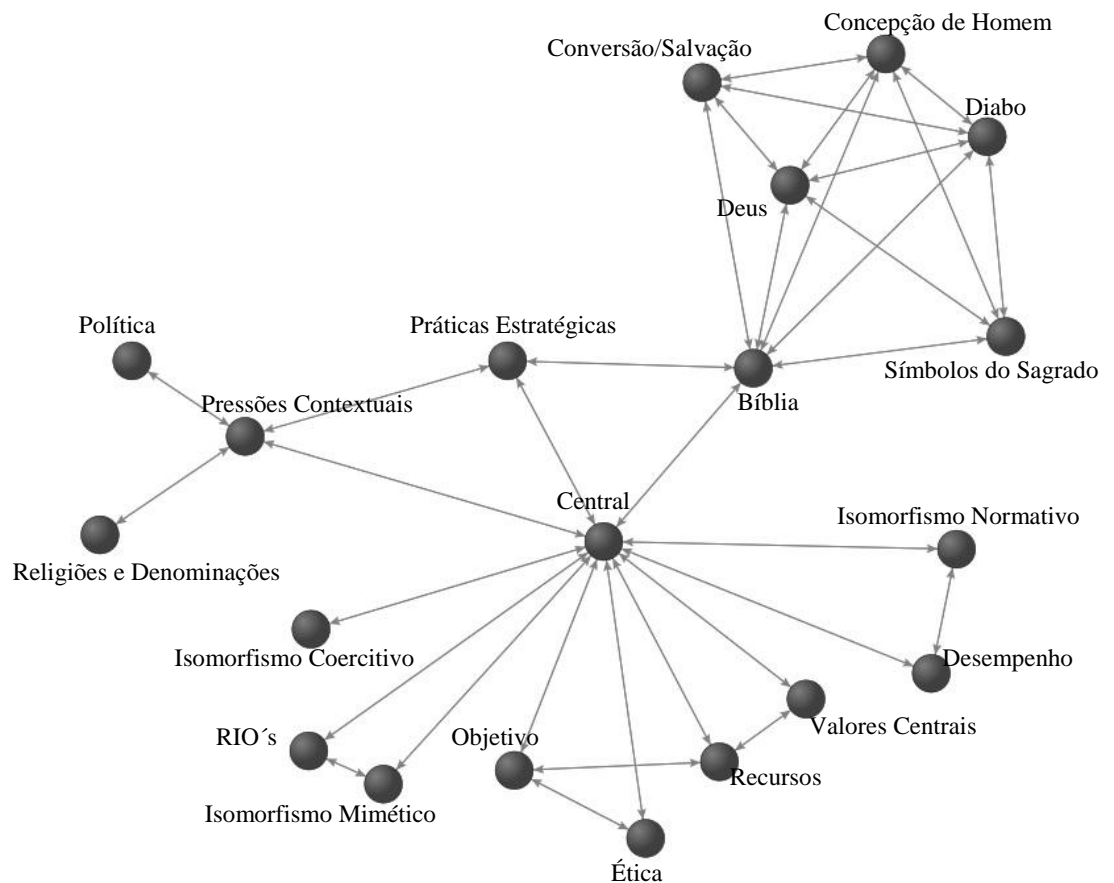 Concepção de Homem
Conversão/Salvação
Diabo
Deus
Política
Práticas Estratégicas
Símbolos do Sagrado
Pressões Contextuais
Bíblia
Central
Isomorfismo Normativo
Religiões e Denominações
Isomorfismo Coercitivo
Desempenho
Valores Centrais
RIO´s
Objetivo
Recursos
Isomorfismo Mimético
Ética